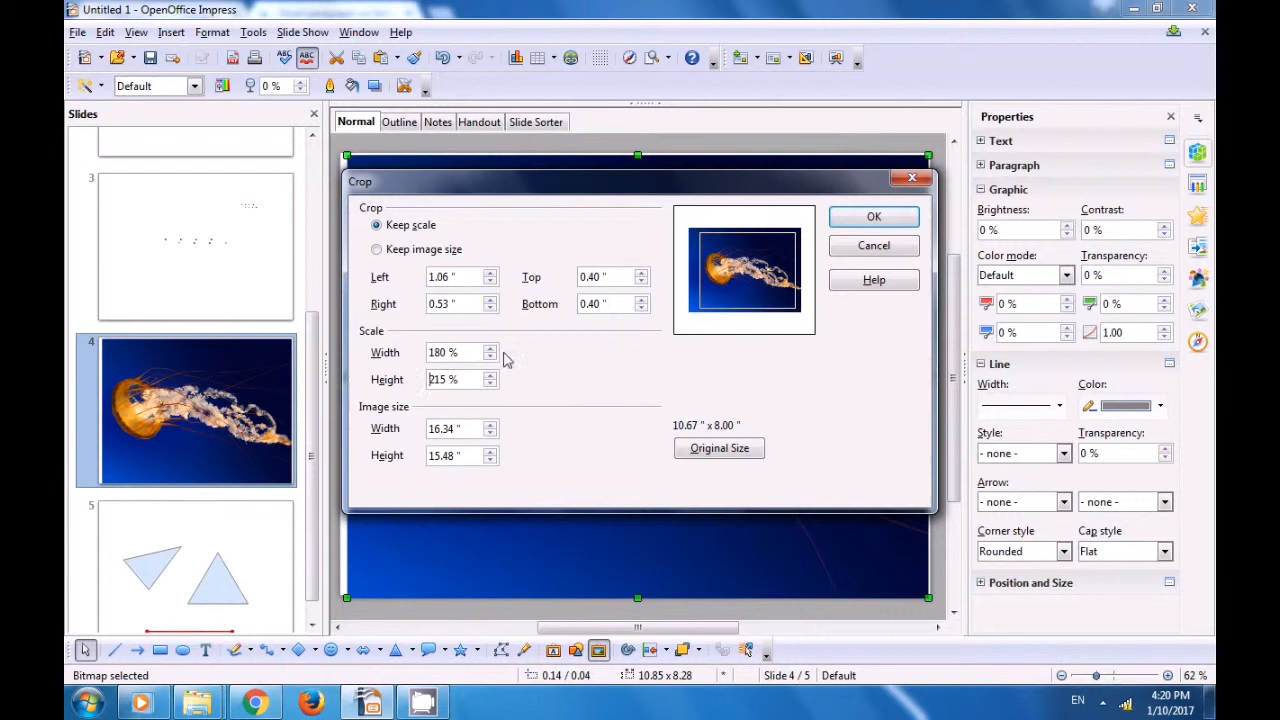 Untitled 1 - OpenOffice Impress
File Edit View Insert Format Tools Slide Show Window Help
Default
0 %
Slides
3
4
5
Normal Outline Notes Handout Slide Sorter
Crop
Crop
Keep scale
Keep image size
Left 1.06 " Top 0.40 "
Right 0.53 " Bottom 0.40 "
Scale
Width 180 %
Height 215 %
Image size
Width 16.34 "
Height 15.48 "
OK
Cancel
Help
10.67 " x 8.00 "
Original Size
Properties
Text
Paragraph
Graphic
Brightness: Contrast:
0 % 0 %
Color mode: Transparency:
Default 0 %
0 % 0 %
0 % 1.00
Line
Width: Color:
Style: Transparency:
- none - 0 %
Arrow:
- none - - none -
Corner style Cap style
Rounded Flat
Position and Size
Bitmap selected 0.14 / 0.04 10.85 x 8.28 * Slide 4 / 5 Default 62 %
EN
4:20 PM
1/10/2017